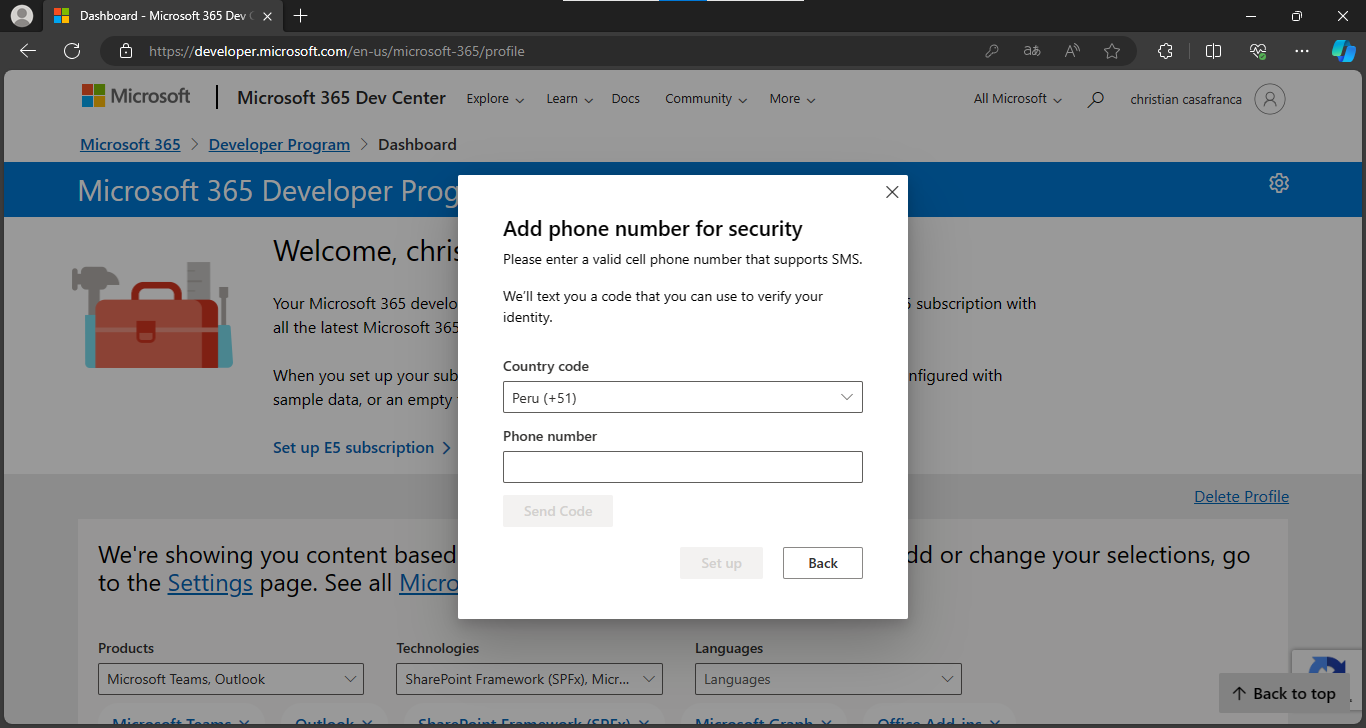 Dashboard - Microsoft 365 Dev
https://developer.microsoft.com/en-us/microsoft-365/profile
Microsoft
Microsoft 365 Dev Center
Explore
Learn
Docs
Community
More
All Microsoft
christian casafranca
Microsoft 365 > Developer Program > Dashboard
Microsoft 365 Developer Prog
Welcome, chris
Your Microsoft 365 develo
subscription with
all the latest Microsoft 365
When you set up your sub
nfigured with
sample data, or an empty
Set up E5 subscription
Add phone number for security
Please enter a valid cell phone number that supports SMS.
We'll text you a code that you can use to verify your
identity.
Country code
Peru (+51)
Phone number
Send Code
Set up
Back
Delete Profile
We're showing you content based
dd or change your selections, go
to the Settings page. See all Micro
Products
Technologies
Languages
Microsoft Teams, Outlook
SharePoint Framework (SPFx), Micr...
Languages
Back to top
Microsoft Teams
Outlook
SharePoint Framework (SPFx)
Microsoft Graph
Office Add-ins